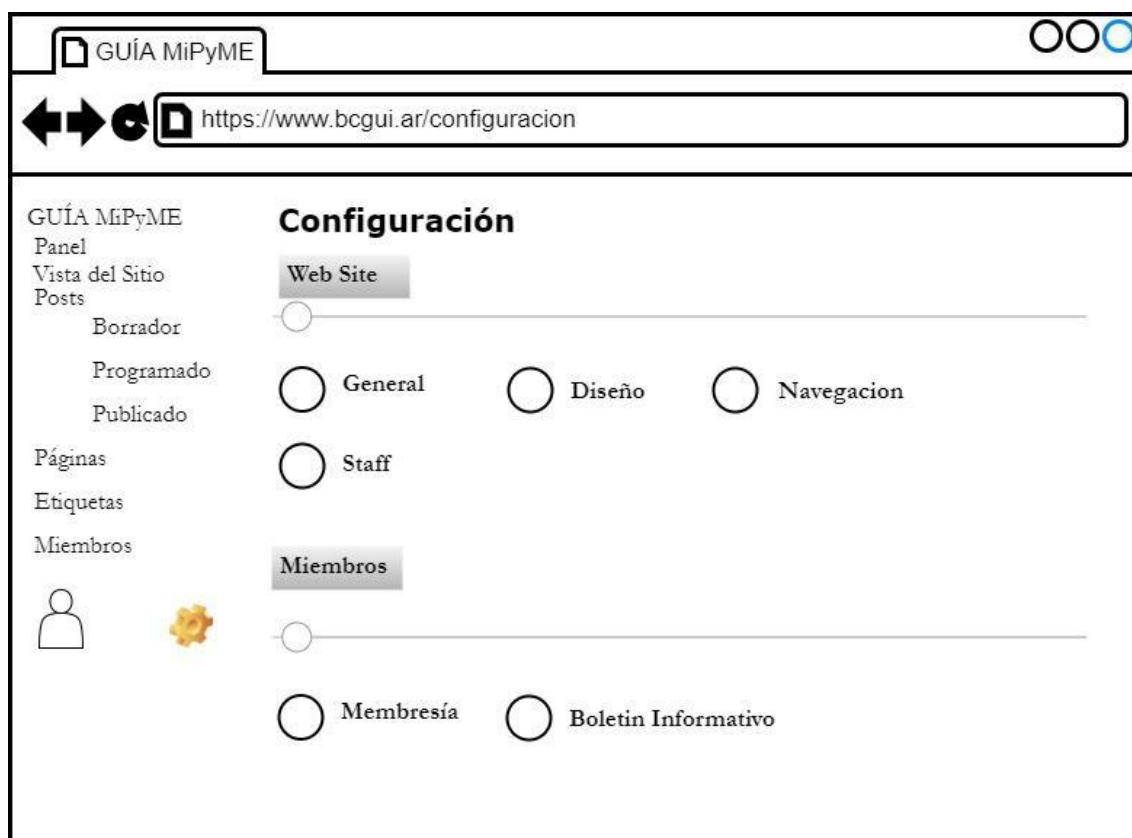 GUÍA MiPyME
https://www.bcgui.ar/configuracion
GUÍA MiPyME
Panel
Vista del Sitio
Posts
Borrador
Programado
Publicado
Páginas
Etiquetas
Miembros
Configuración
Web Site
General
Diseño
Navegacion
Staff
Miembros
Membresía
Boletin Informativo